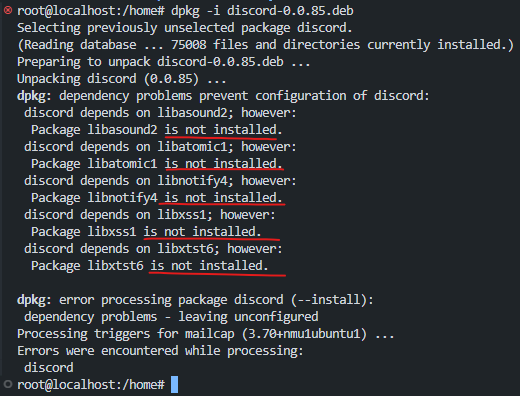 root@localhost:/home# dpkg -i discord-0.0.85.deb
Selecting previously unselected package discord.
(Reading database ... 75008 files and directories currently installed.)
Preparing to unpack discord-0.0.85.deb ...
Unpacking discord (0.0.85) ...
dpkg: dependency problems prevent configuration of discord:
 discord depends on libasound2; however:
  Package libasound2 is not installed.
 discord depends on libatomic1; however:
  Package libatomic1 is not installed.
 discord depends on libnotify4; however:
  Package libnotify4 is not installed.
 discord depends on libxss1; however:
  Package libxss1 is not installed.
 discord depends on libxtst6; however:
  Package libxtst6 is not installed.

dpkg: error processing package discord (--install):
 dependency problems - leaving unconfigured
Processing triggers for mailcap (3.70+nmu1ubuntu1) ...
Errors were encountered while processing:
 discord
root@localhost:/home#